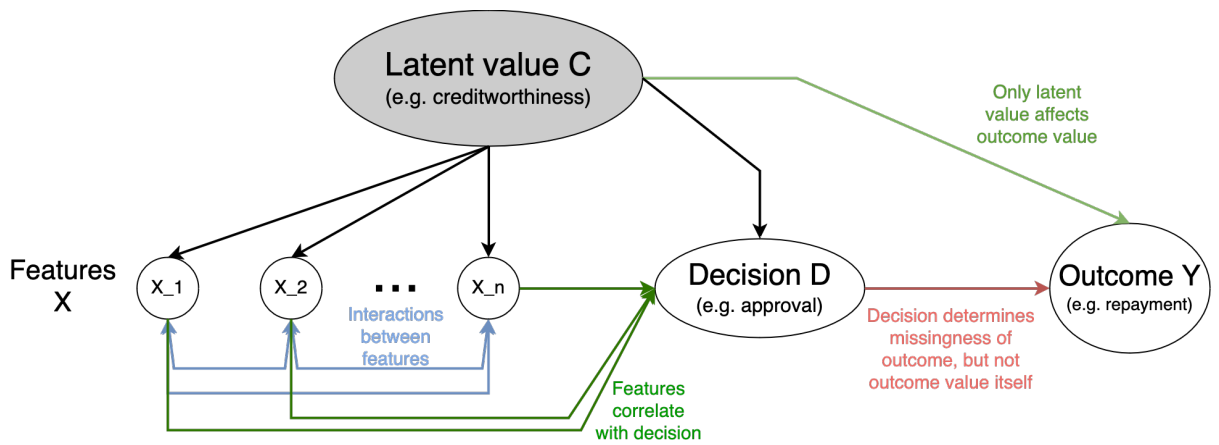 Latent value C
(e.g. creditworthiness)
Only latent
value affects
outcome value
Features
X
X_1
X_2
...
X_n
Decision D
(e.g. approval)
Outcome Y
(e.g. repayment)
Interactions
between
features
Decision determines
missingness of
outcome, but not
outcome value itself
Features
correlate
with decision